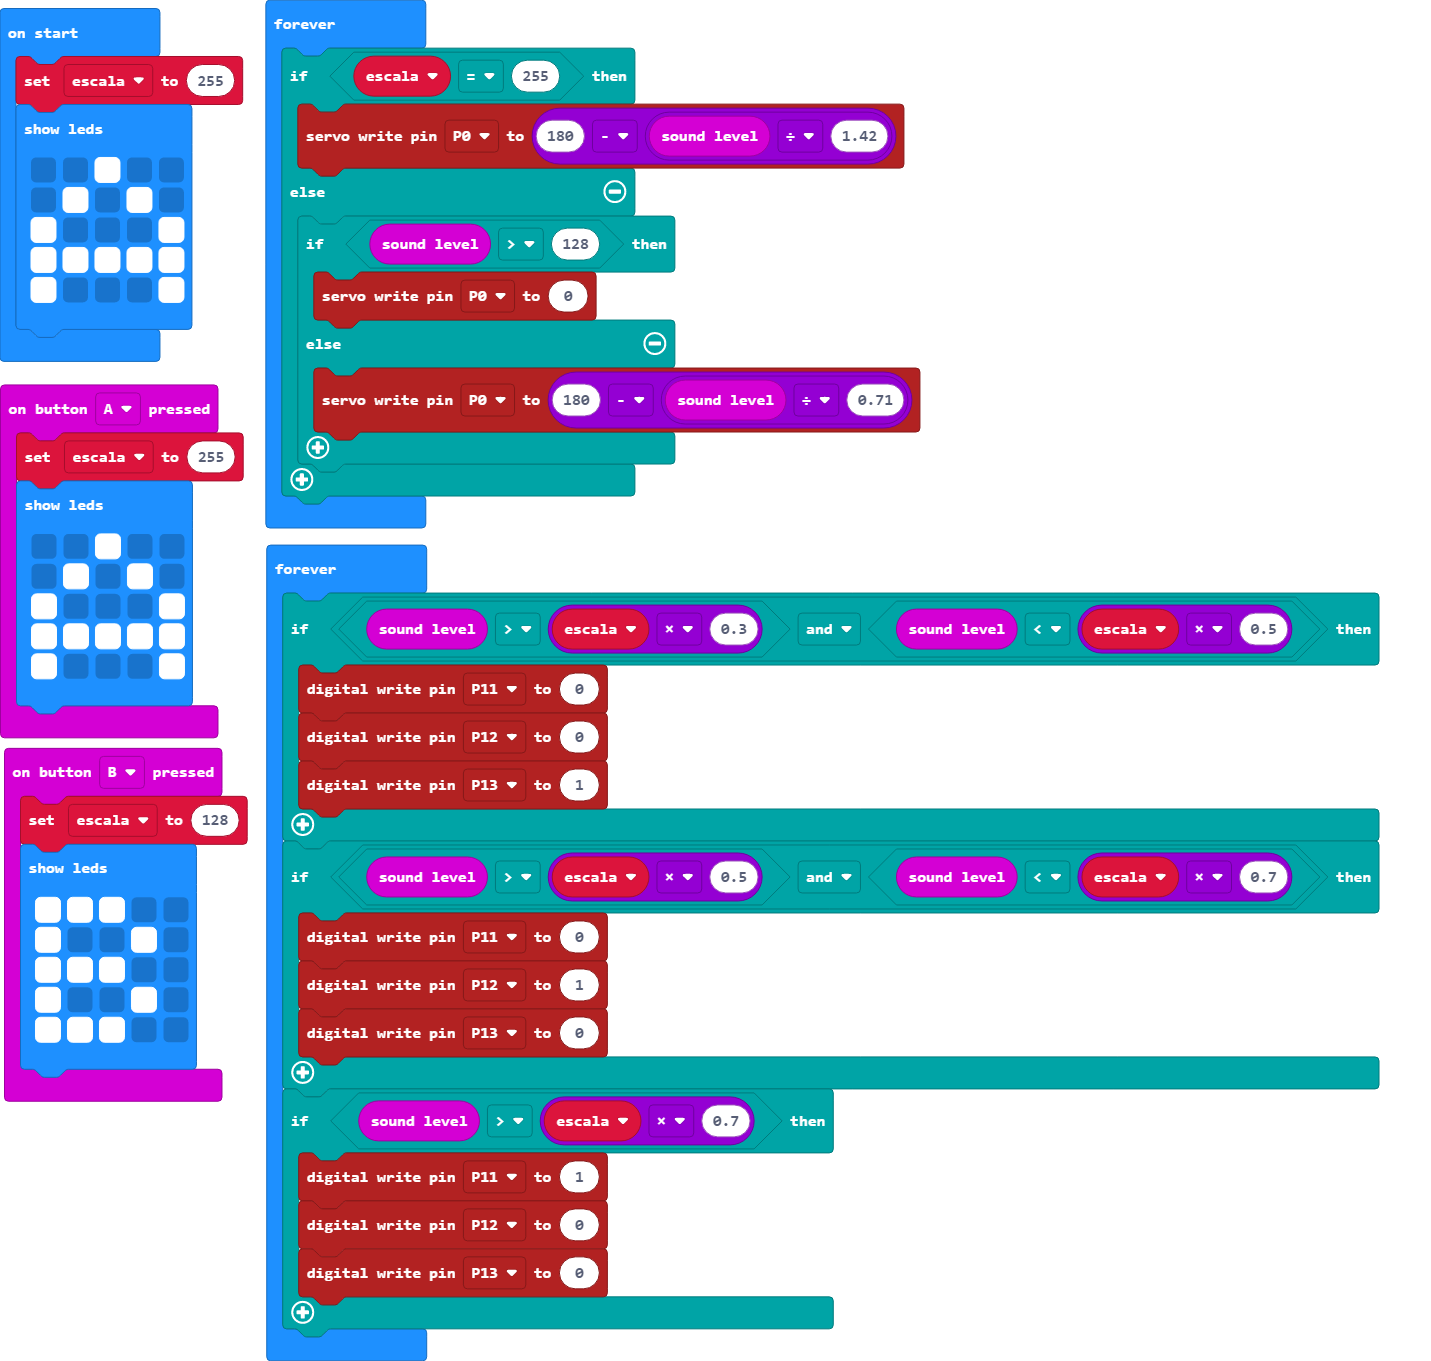 on start
set escala to 255
show leds
on button A pressed
set escala to 255
show leds
on button B pressed
set escala to 128
show leds
forever
if escala = 255 then
servo write pin P0 to 180 - sound level ÷ 1.42
else
if sound level > 128 then
servo write pin P0 to 0
else
servo write pin P0 to 180 - sound level ÷ 0.71
forever
if sound level > escala × 0.3 and sound level < escala × 0.5 then
digital write pin P11 to 0
digital write pin P12 to 0
digital write pin P13 to 1
if sound level > escala × 0.5 and sound level < escala × 0.7 then
digital write pin P11 to 0
digital write pin P12 to 1
digital write pin P13 to 0
if sound level > escala × 0.7 then
digital write pin P11 to 1
digital write pin P12 to 0
digital write pin P13 to 0